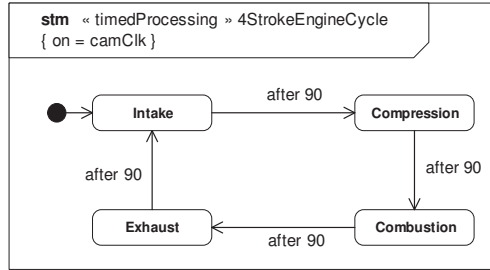 stm « timedProcessing » 4StrokeEngineCycle
{ on = camClk }
after 90
Intake
Compression
after 90
after 90
Exhaust
Combustion
after 90